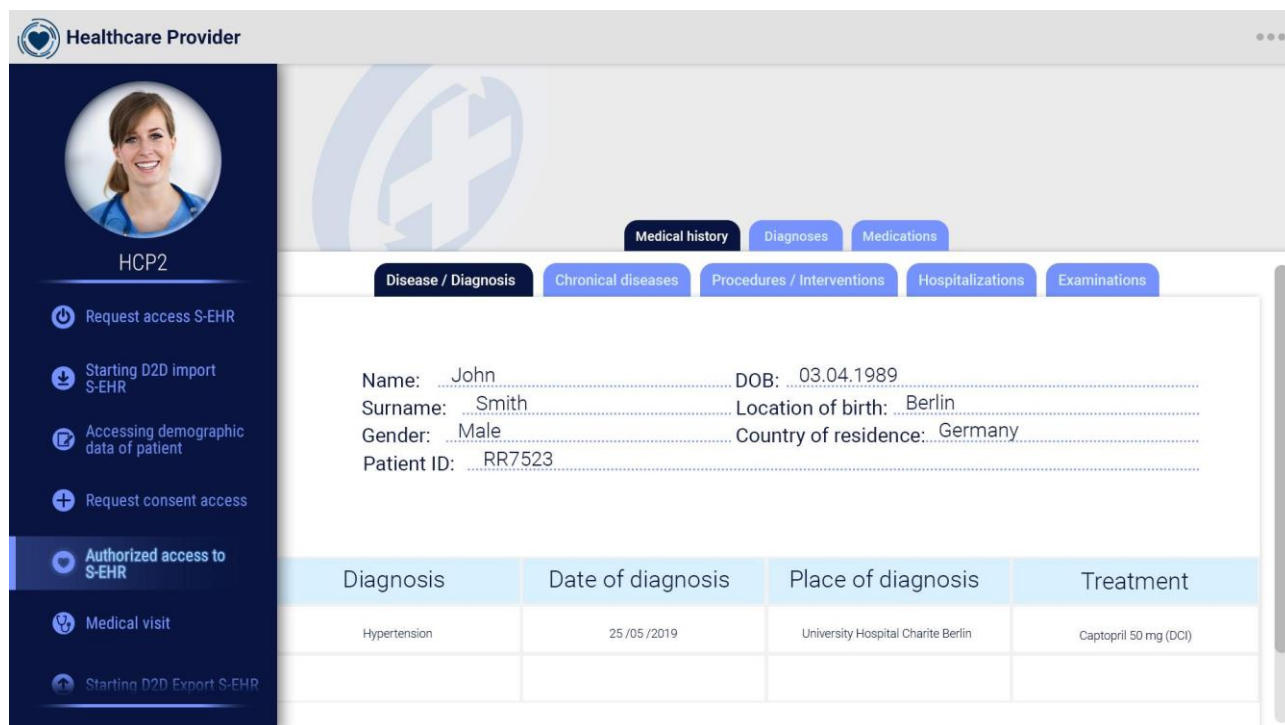 Healthcare Provider
HCP2
Request access S-EHR
Starting D2D import
S-EHR
Accessing demographic
data of patient
Request consent access
Authorized access to
S-EHR
Medical visit
Starting D2D Export S-EHR
Medical history Diagnoses Medications
Disease / Diagnosis Chronical diseases Procedures / Interventions Hospitalizations Examinations
Name: John DOB: 03.04.1989
Surname: Smith Location of birth: Berlin
Gender: Male Country of residence: Germany
Patient ID: RR7523
Diagnosis Date of diagnosis Place of diagnosis Treatment
Hypertension 25 /05 /2019 University Hospital Charite Berlin Captopril 50 mg (DCI)